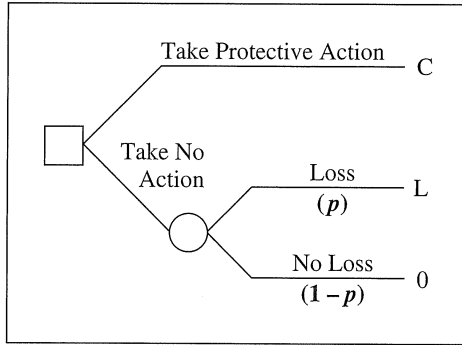 Take Protective Action
C
Take No
Action
Loss
(p)
L
No Loss
(1 – p)
0